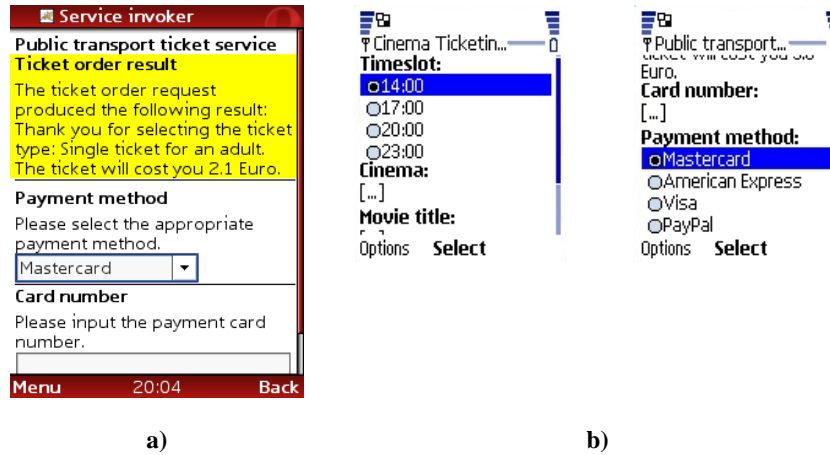 Service invoker
Public transport ticket service
Ticket order result
The ticket order request
produced the following result:
Thank you for selecting the ticket
type: Single ticket for an adult.
The ticket will cost you 2.1 Euro.
Payment method
Please select the appropriate
payment method.
Mastercard
Card number
Please input the payment card
number.
Menu 20:04 Back
a)
Cinema Ticketin...
Timeslot:
14:00
17:00
20:00
23:00
Cinema:
[...]
Movie title:
Options Select
Public transport...
Euro.
Card number:
[...]
Payment method:
Mastercard
American Express
Visa
PayPal
Options Select
b)